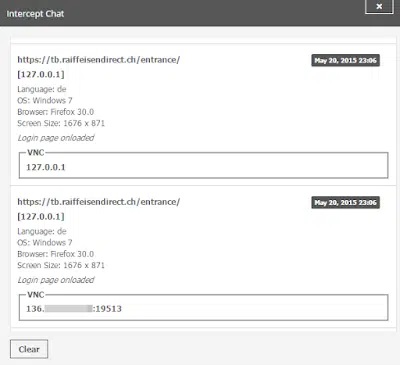 Intercept Chat
x
https://tb.raiffeisendirect.ch/entrance/
May 20, 2015 23:06
[127.0.0.1]
Language: de
OS: Windows 7
Browser: Firefox 30.0
Screen Size: 1676 x 871
Login page onloaded
VNC
127.0.0.1
https://tb.raiffeisendirect.ch/entrance/
May 20, 2015 23:06
[127.0.0.1]
Language: de
OS: Windows 7
Browser: Firefox 30.0
Screen Size: 1676 x 871
Login page onloaded
VNC
136. :19513
Clear